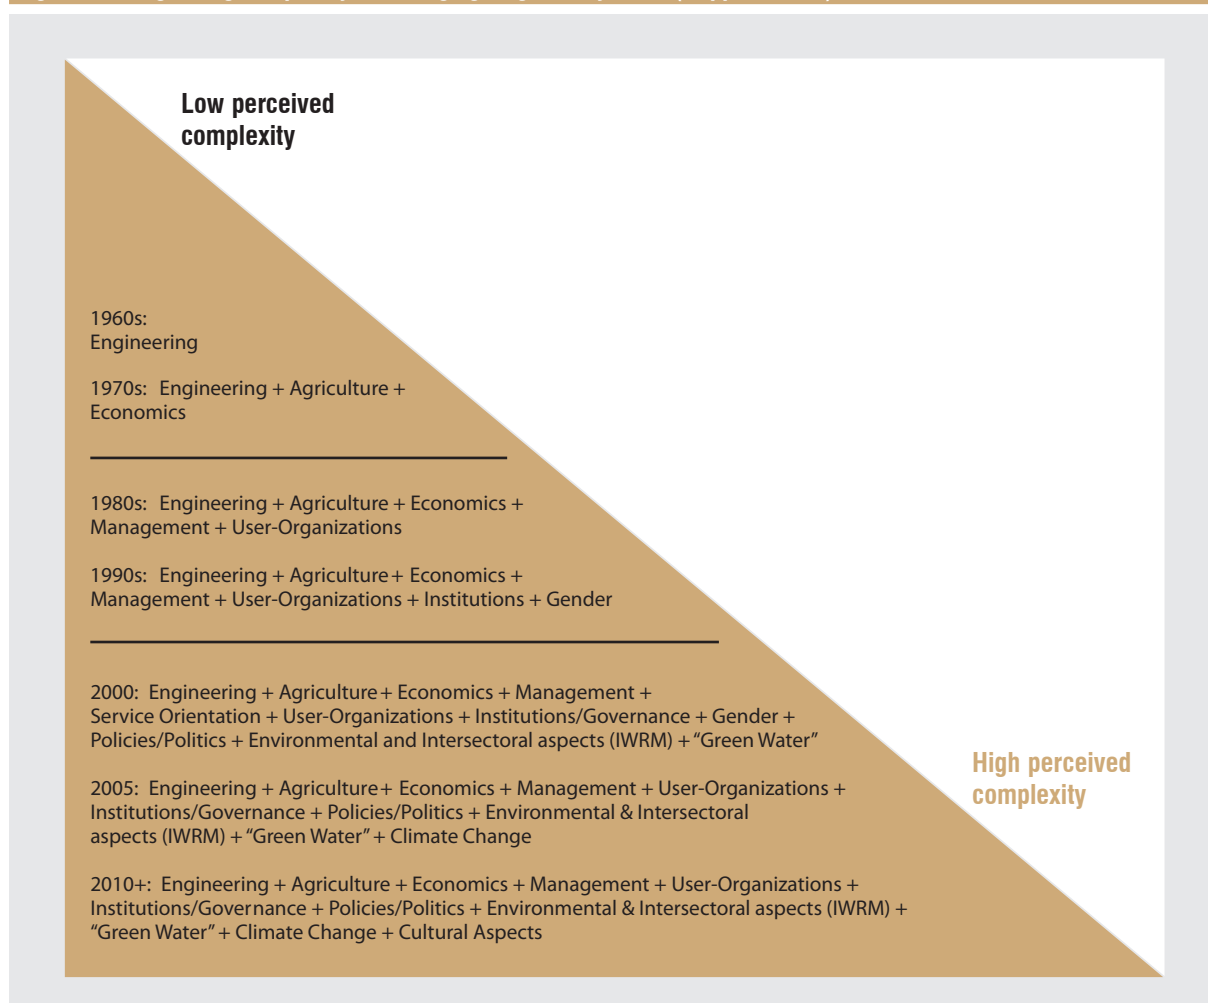 Low perceived
complexity
1960s:
Engineering
1970s: Engineering + Agriculture +
Economics
1980s: Engineering + Agriculture + Economics +
Management + User-Organizations
1990s: Engineering + Agriculture + Economics +
Management + User-Organizations + Institutions + Gender
2000: Engineering + Agriculture + Economics + Management +
Service Orientation + User-Organizations + Institutions/Governance + Gender +
Policies/Politics + Environmental and Intersectoral aspects (IWRM) + “Green Water”
High perceived
complexity
2005: Engineering + Agriculture + Economics + Management + User-Organizations +
Institutions/Governance + Policies/Politics + Environmental & Intersectoral
aspects (IWRM) + “Green Water” + Climate Change
2010+: Engineering + Agriculture + Economics + Management + User-Organizations +
Institutions/Governance + Policies/Politics + Environmental & Intersectoral aspects (IWRM) +
“Green Water” + Climate Change + Cultural Aspects